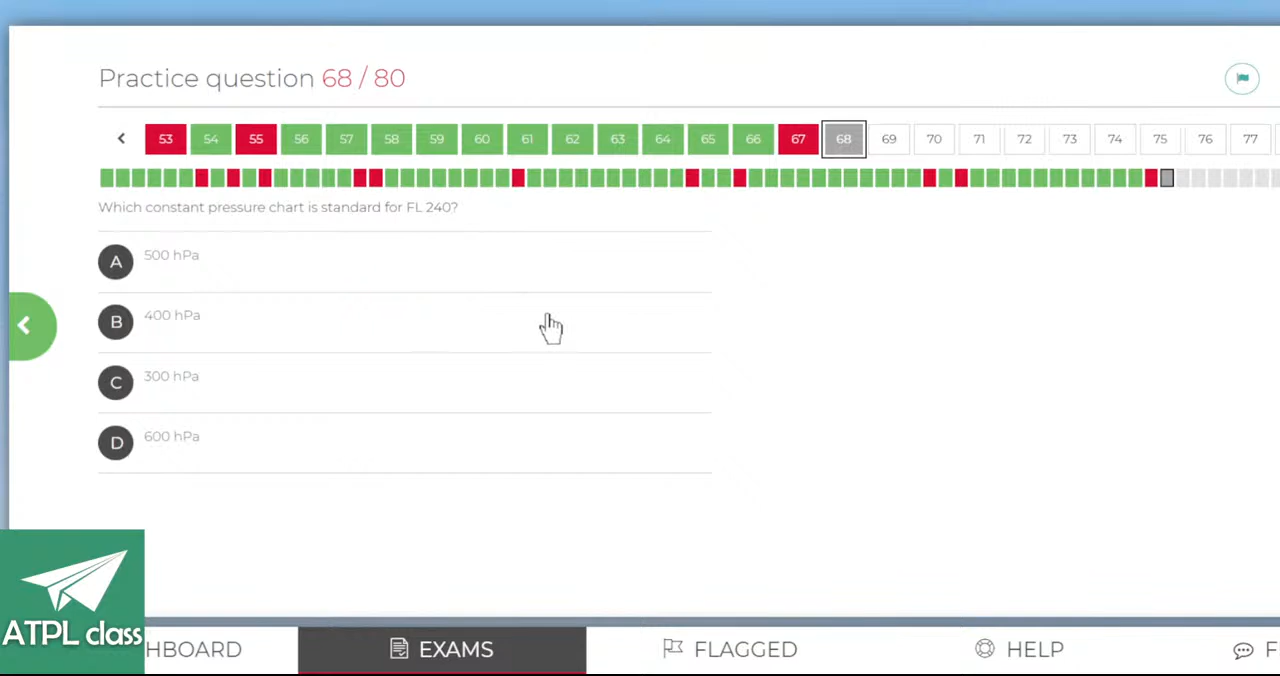 Practice question 68 / 80
53 54 55 56 57 58 59 60 61 62 63 64 65 66 67 68 69 70 71 72 73 74 75 76 77
Which constant pressure chart is standard for FL 240?
A 500 hPa
B 400 hPa
C 300 hPa
D 600 hPa
ATPL class
HBOARD EXAMS FLAGGED HELP F